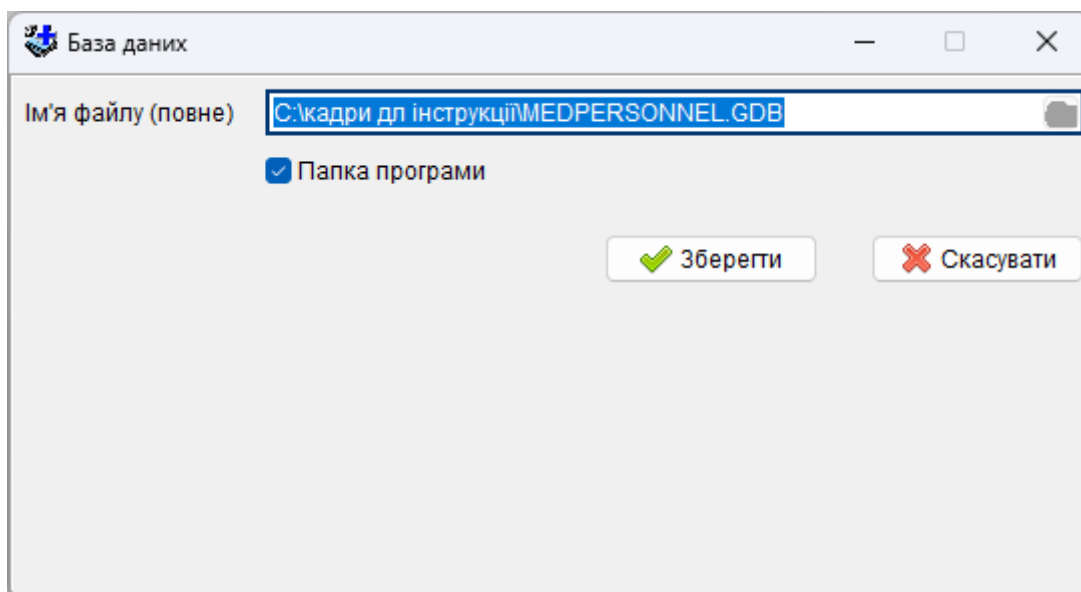 База даних
Ім'я файлу (повне) C:\кадри дл інструкції\MEDPERSONNEL.GDB
Папка програми
Зберегти Скасувати